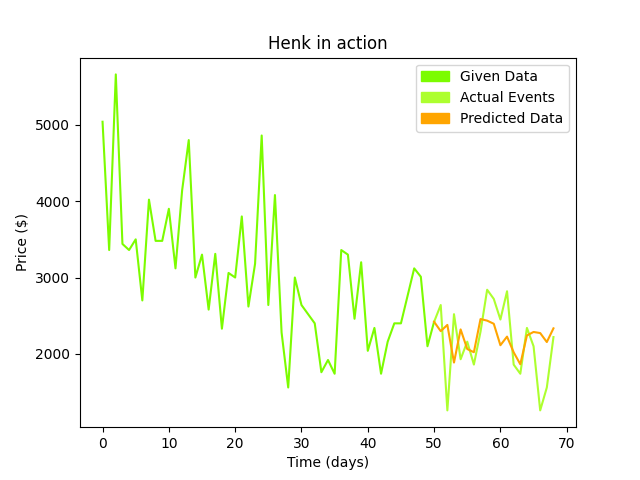 Henk in action
Given Data
Actual Events
Predicted Data
Price ($)
5000
4000
3000
2000
0 10 20 30 40 50 60 70
Time (days)